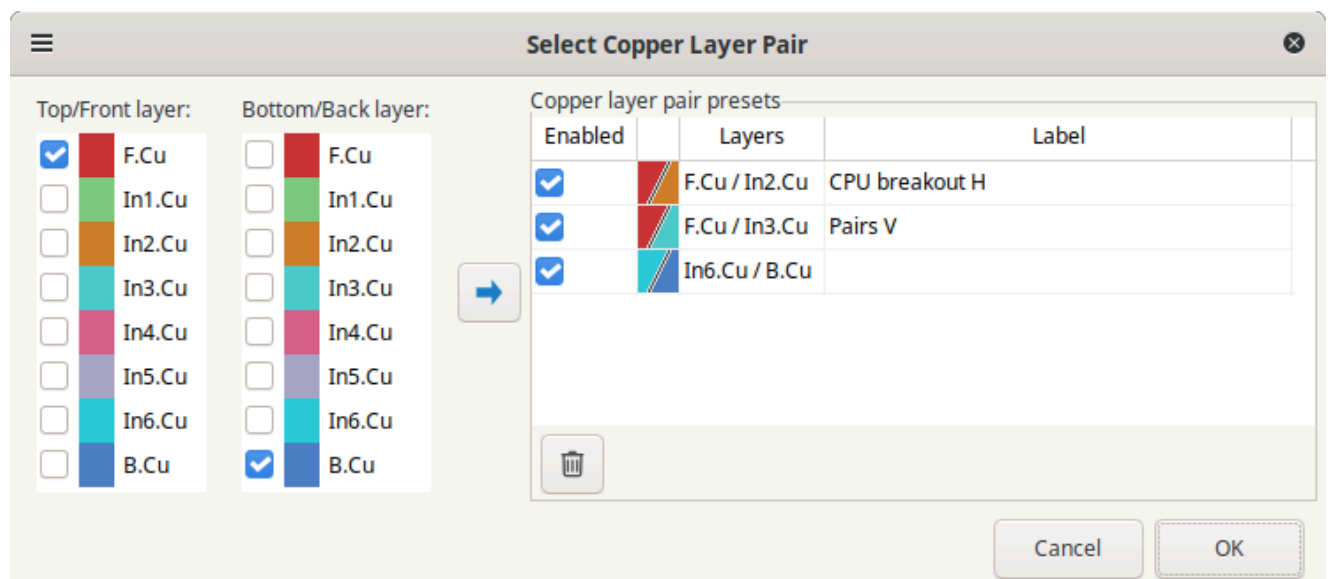 Select Copper Layer Pair
Top/Front layer:
F.Cu
In1.Cu
In2.Cu
In3.Cu
In4.Cu
In5.Cu
In6.Cu
B.Cu
Bottom/Back layer:
F.Cu
In1.Cu
In2.Cu
In3.Cu
In4.Cu
In5.Cu
In6.Cu
B.Cu
Copper layer pair presets
Enabled Layers Label
F.Cu / In2.Cu CPU breakout H
F.Cu / In3.Cu Pairs V
In6.Cu / B.Cu
Cancel OK